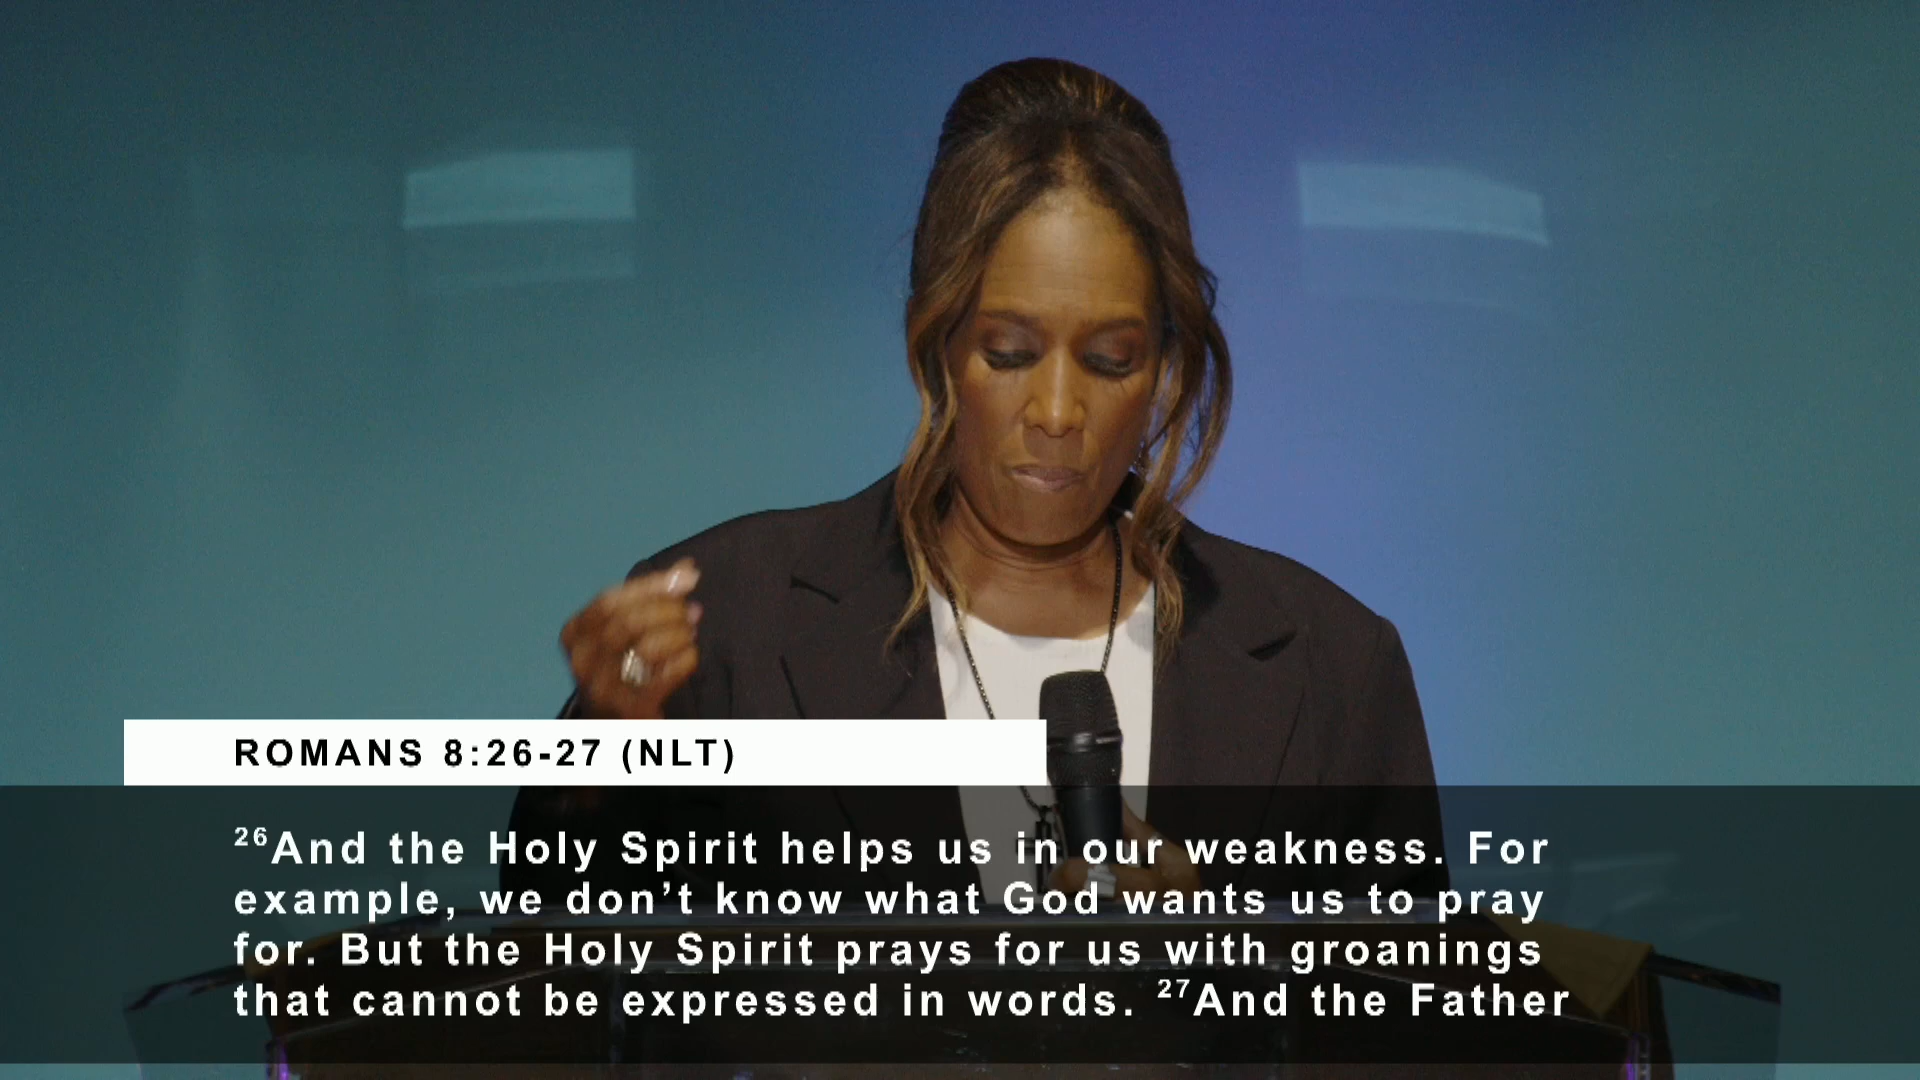 ROMANS 8:26-27 (NLT)
²⁶And the Holy Spirit helps us in our weakness. For
example, we don’t know what God wants us to pray
for. But the Holy Spirit prays for us with groanings
that cannot be expressed in words. ²⁷And the Father